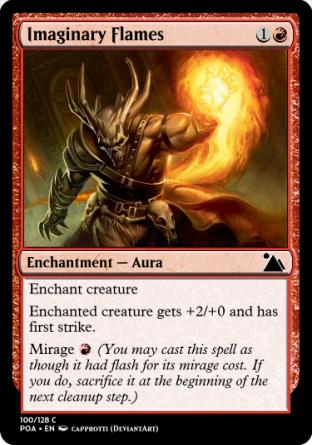 Imaginary Flames 1
Enchantment — Aura
Enchant creature
Enchanted creature gets +2/+0 and has
first strike.
Mirage (You may cast this spell as
though it had flash for its mirage cost. If
you do, sacrifice it at the beginning of the
next cleanup step.)
100/128 C
POA • EN CAPPROTTI (DEVIANTART)